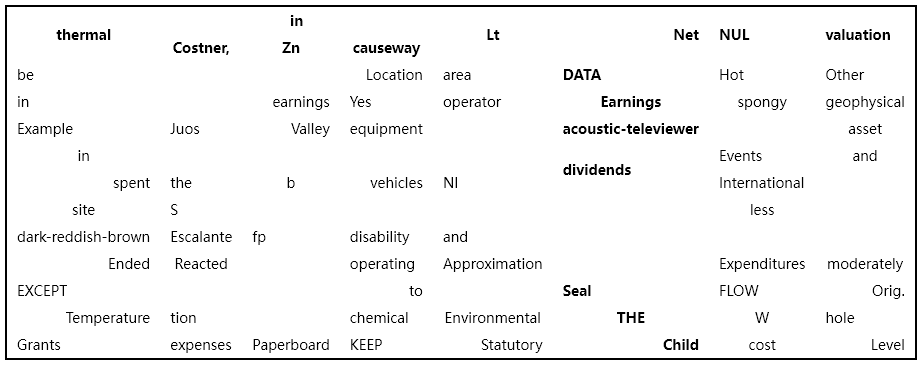 thermal Costner, in Zn causeway Lt Net NUL valuation
be Location area DATA Hot Other
in earnings Yes operator Earnings spongy geophysical
Example Juos Valley equipment acoustic-televiewer asset
in dividends Events and
spent the b vehicles NI International
site S less
dark-reddish-brown Escalante fp disability and
Ended Reacted operating Approximation Expenditures moderately
EXCEPT to Seal FLOW Orig.
Temperature tion chemical Environmental THE W hole
Grants expenses Paperboard KEEP Statutory Child cost Level